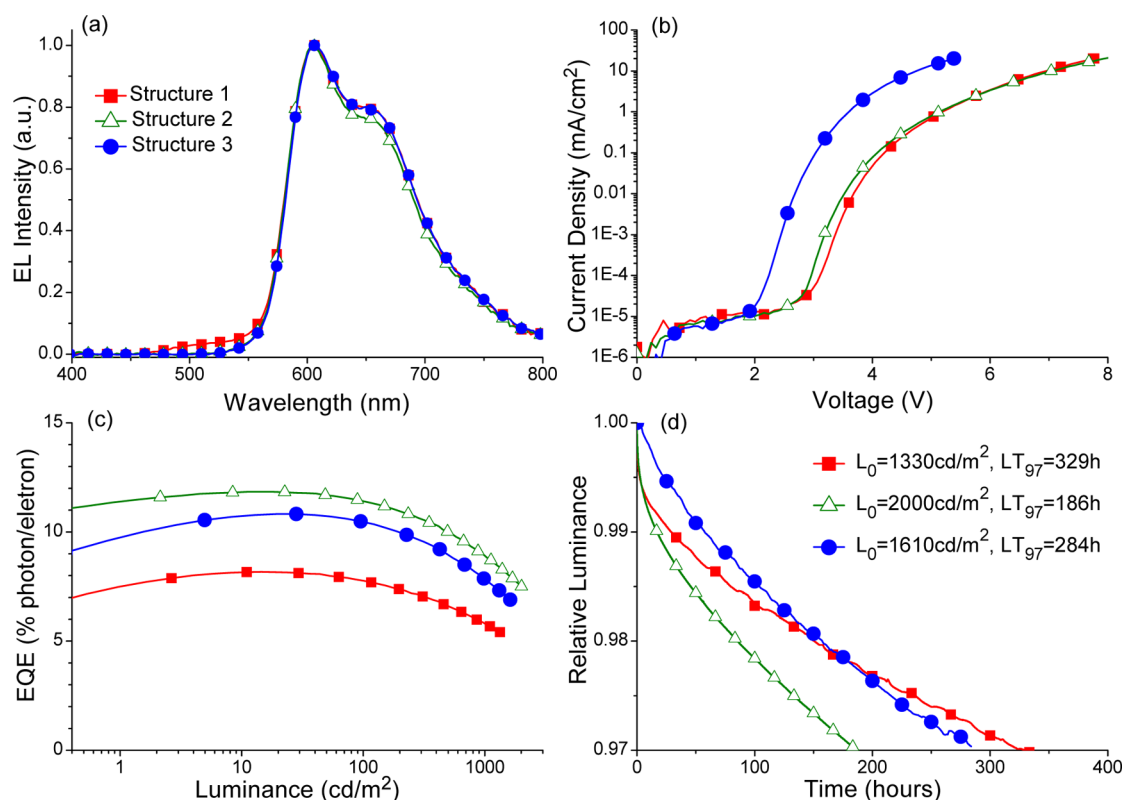 (a)
1.0
0.8
0.6
0.4
0.2
0.0
EL Intensity (a.u.)
Structure 1
Structure 2
Structure 3
400
500
600
700
800
Wavelength (nm)
(b)
100
10
1
0.1
0.01
1E-3
1E-4
1E-5
1E-6
Current Density (mA/cm²)
0
2
4
6
8
Voltage (V)
(c)
15
10
5
0
EQE (% photon/eletron)
1
10
100
1000
Luminance (cd/m²)
(d)
1.00
0.99
0.98
0.97
Relative Luminance
L₀=1330cd/m², LT₉₇=329h
L₀=2000cd/m², LT₉₇=186h
L₀=1610cd/m², LT₉₇=284h
0
100
200
300
400
Time (hours)